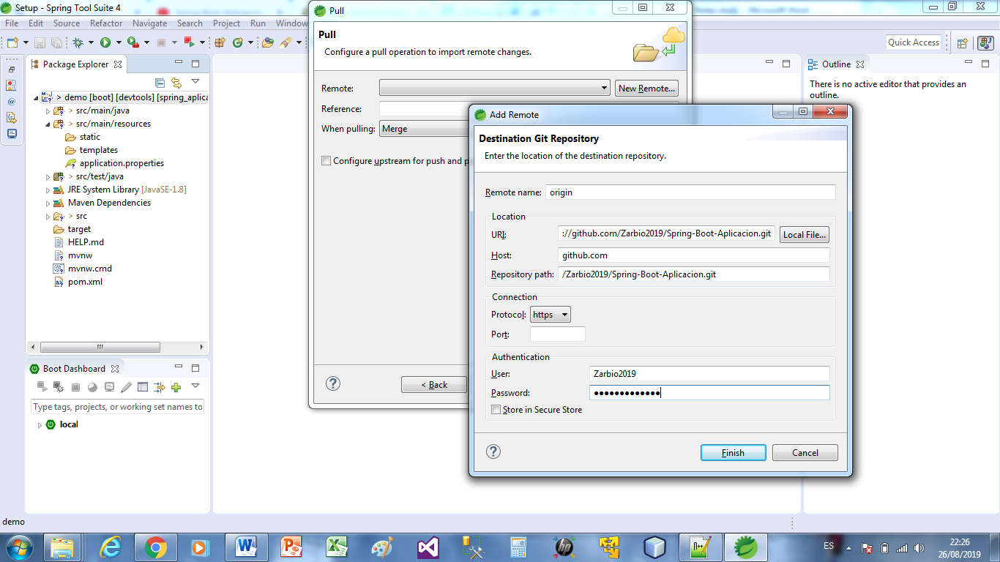 Setup - Spring Tool Suite 4
File Edit Source Refactor Navigate Search Project Run Window
Quick Access
Package Explorer
> demo [boot] [devtools] [spring_aplica
> src/main/java
> src/main/resources
static
templates
application.properties
> src/test/java
JRE System Library [JavaSE-1.8]
Maven Dependencies
> src
target
HELP.md
mvnw
mvnw.cmd
pom.xml
Boot Dashboard
Type tags, projects, or working set names to
local
demo
Outline
There is no active editor that provides an
outline.
Pull
Pull
Configure a pull operation to import remote changes.
Remote:
New Remote...
Reference:
When pulling: Merge
Configure upstream for push and p
< Back
Add Remote
Destination Git Repository
Enter the location of the destination repository.
Remote name: origin
Location
URI: ://github.com/Zarbio2019/Spring-Boot-Aplicacion.git Local File...
Host: github.com
Repository path: /Zarbio2019/Spring-Boot-Aplicacion.git
Connection
Protocol: https
Port:
Authentication
User: Zarbio2019
Password: ●●●●●●●●●●●●●
Store in Secure Store
Finish Cancel
ES
22:26
26/08/2019